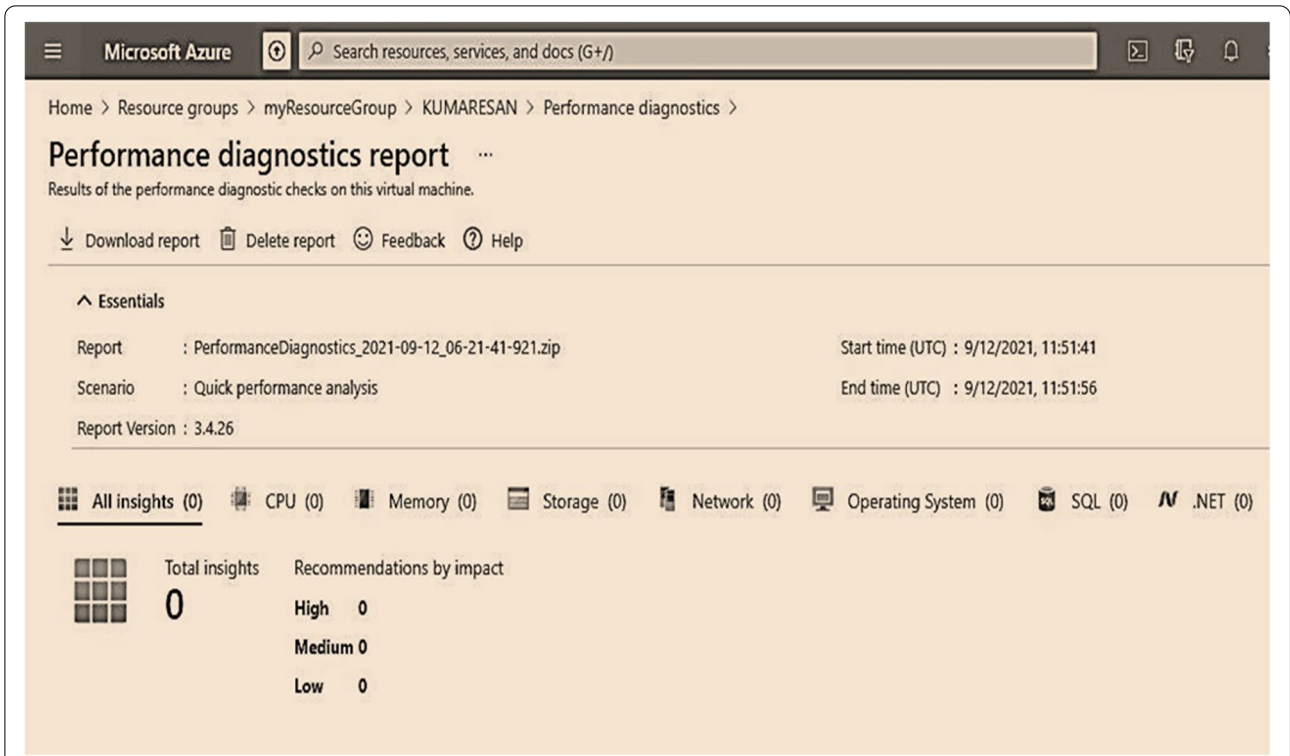 Microsoft Azure
Search resources, services, and docs (G+/)
Home > Resource groups > myResourceGroup > KUMARESAN > Performance diagnostics >
Performance diagnostics report ...
Results of the performance diagnostic checks on this virtual machine.
Download report Delete report Feedback Help
Essentials
Report : PerformanceDiagnostics_2021-09-12_06-21-41-921.zip Start time (UTC) : 9/12/2021, 11:51:41
Scenario : Quick performance analysis End time (UTC) : 9/12/2021, 11:51:56
Report Version : 3.4.26
All insights (0) CPU (0) Memory (0) Storage (0) Network (0) Operating System (0) SQL (0) .NET (0)
Total insights Recommendations by impact
0 High 0
Medium 0
Low 0